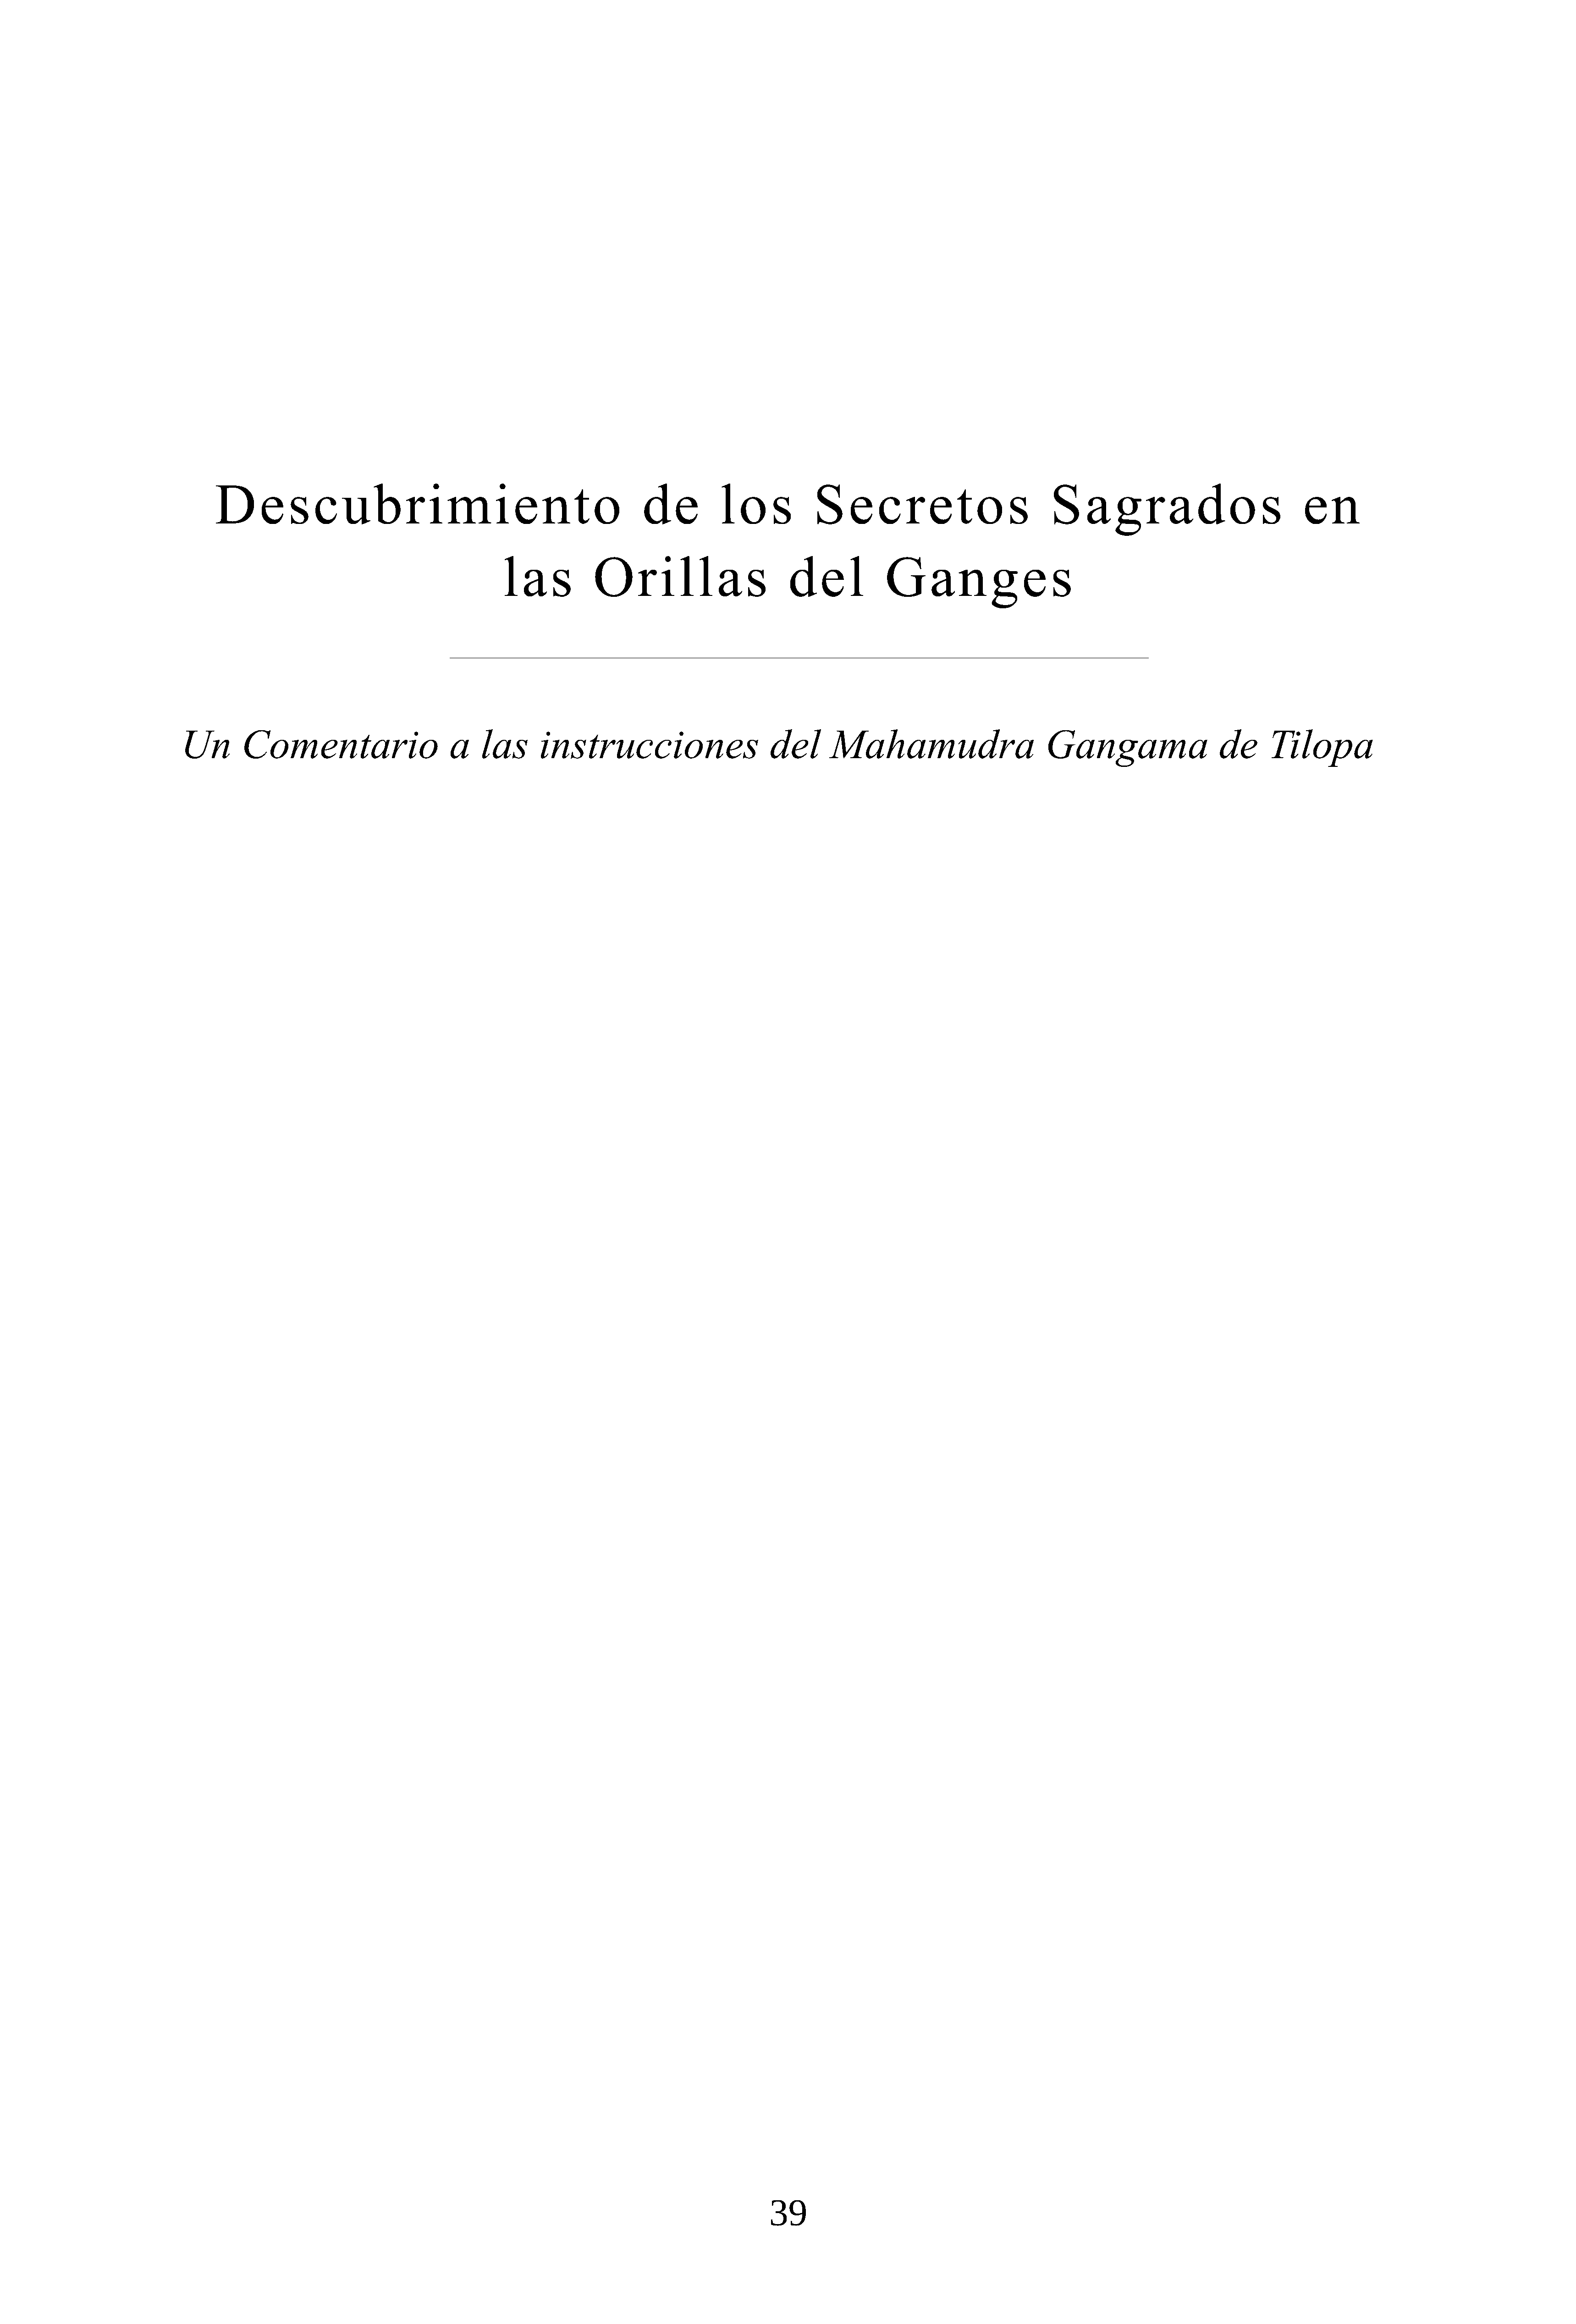 Descubrimiento de los Secretos Sagrados en
las Orillas del Ganges
Un Comentario a las instrucciones del Mahamudra Gangama de Tilopa
39